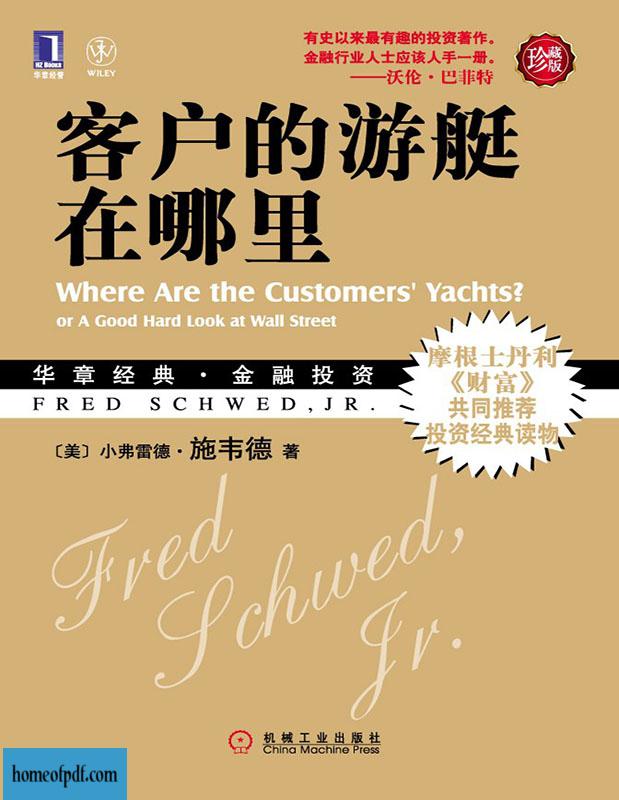 HZ Books
华章经管
WILEY
有史以来最有趣的投资著作。
金融行业人士应该人手一册。
——沃伦·巴菲特
珍藏版
客户的游艇
在哪里
Where Are the Customers' Yachts?
or A Good Hard Look at Wall Street
华章经典·金融投资
FRED SCHWED, JR.
摩根士丹利
《财富》
共同推荐
投资经典读物
〔美〕小弗雷德·施韦德 著
Fred
Schwed,
Jr.
机械工业出版社
China Machine Press
homeofpdf.com